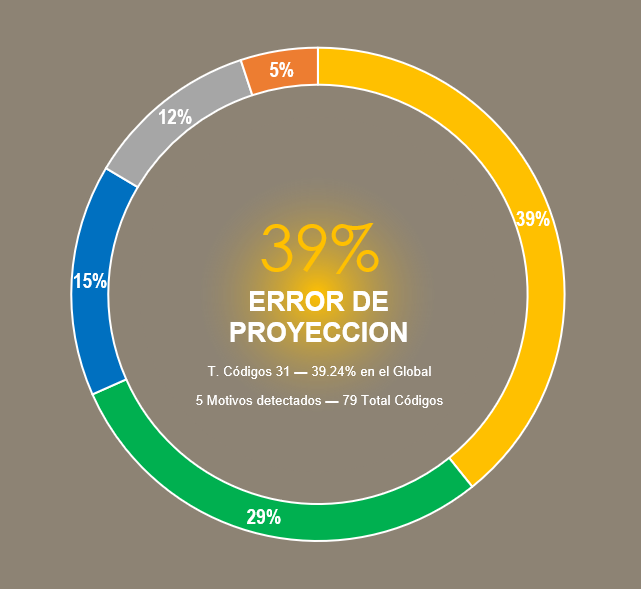 5%
12%
39%
15%
29%
39%
ERROR DE
PROYECCION
T. Códigos 31 — 39.24% en el Global
5 Motivos detectados — 79 Total Códigos